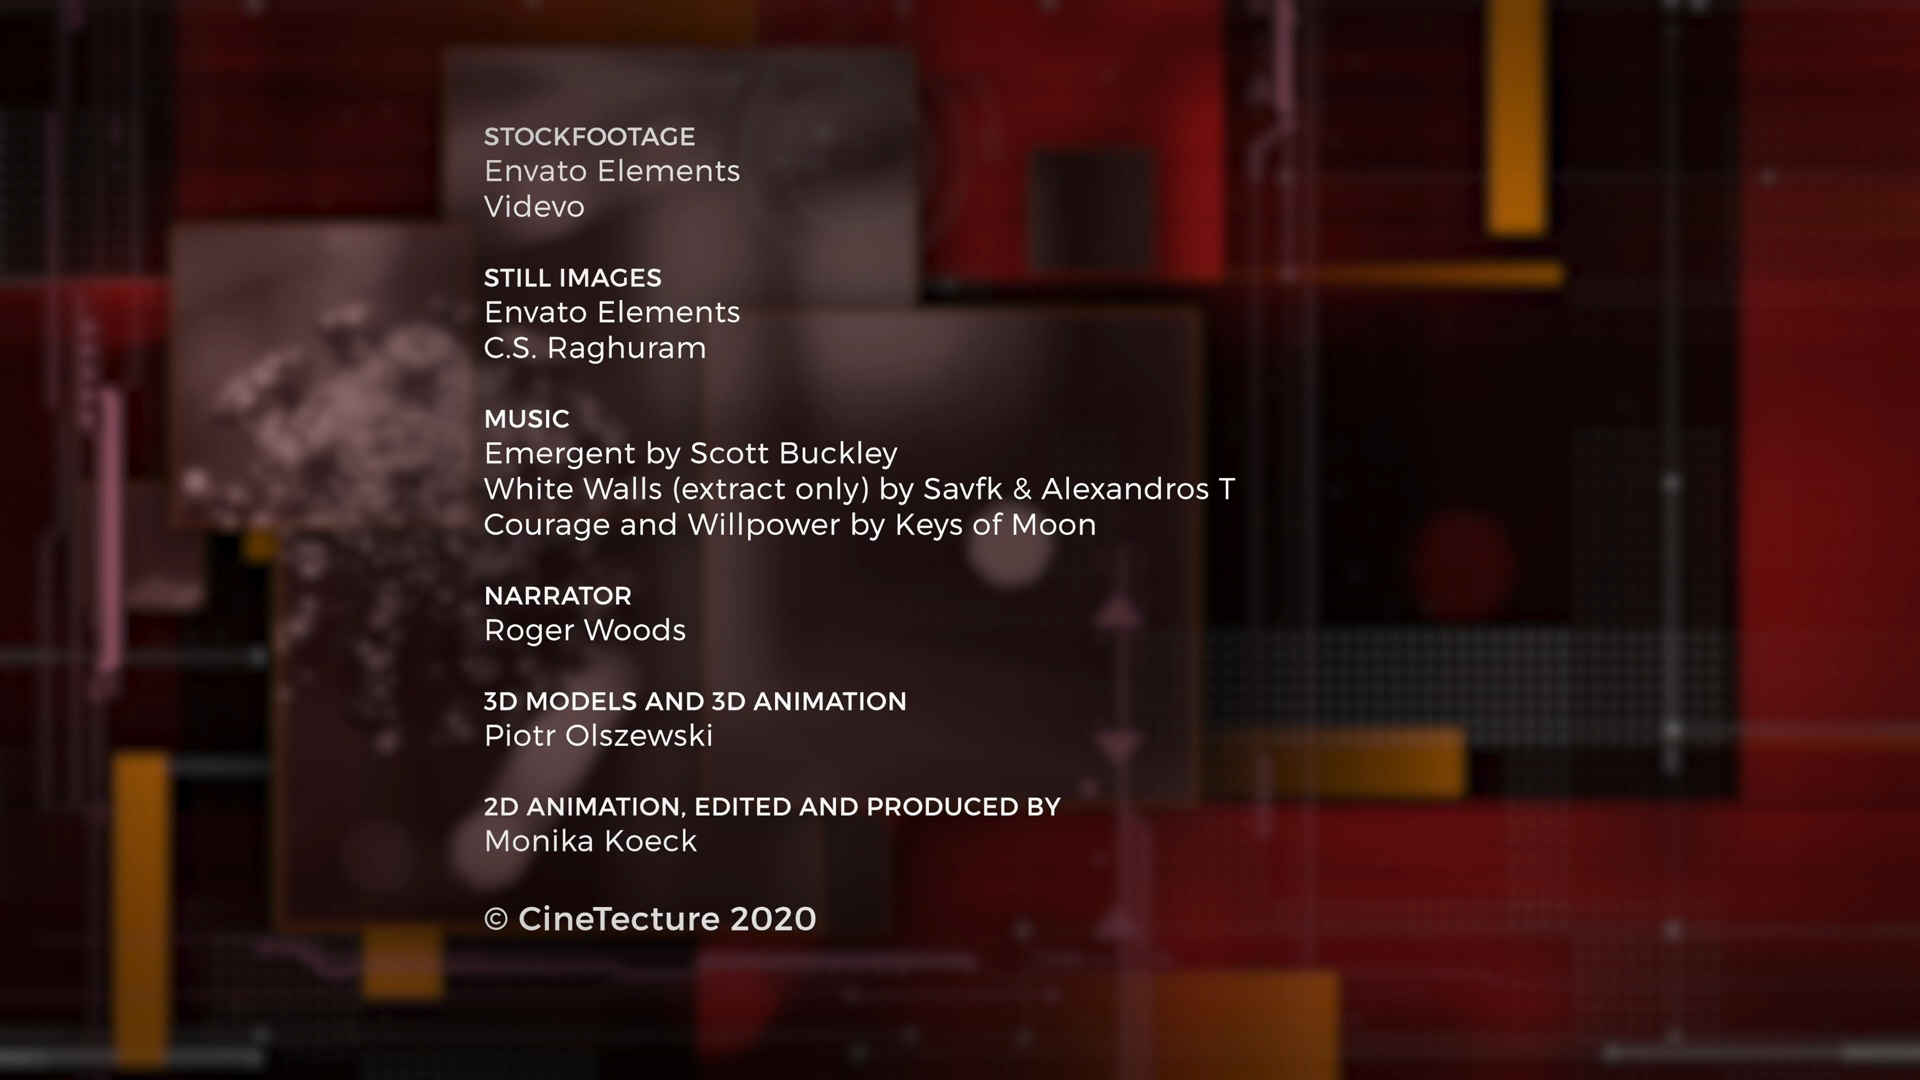 STOCKFOOTAGE
Envato Elements
Videvo
STILL IMAGES
Envato Elements
C.S. Raghuram
MUSIC
Emergent by Scott Buckley
White Walls (extract only) by Savfk & Alexandros T
Courage and Willpower by Keys of Moon
NARRATOR
Roger Woods
3D MODELS AND 3D ANIMATION
Piotr Olszewski
2D ANIMATION, EDITED AND PRODUCED BY
Monika Koeck
© CineTecture 2020